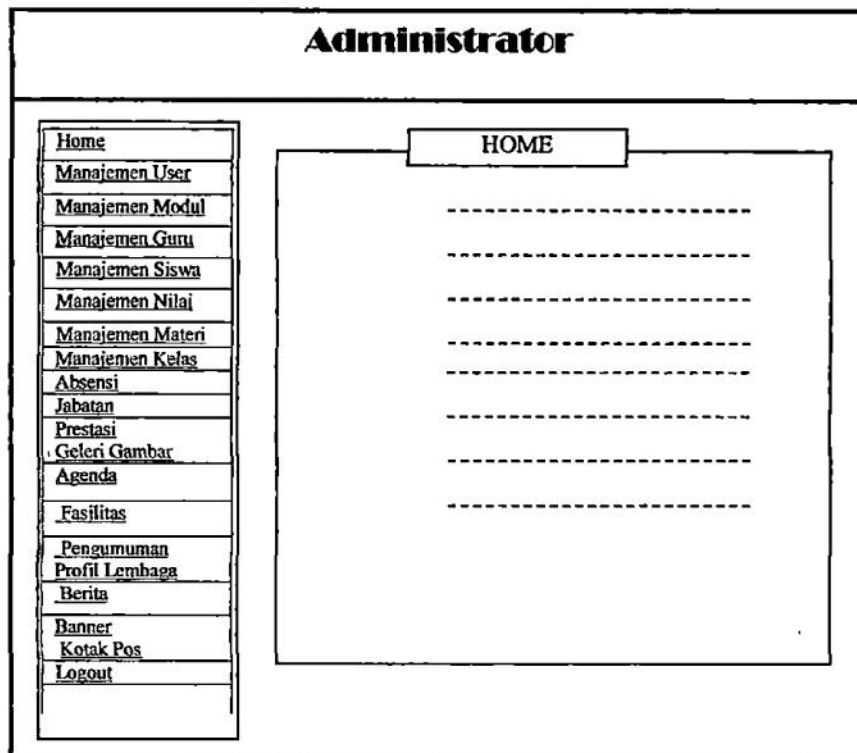 Administrator
Home
Manajemen User
Manajemen Modul
Manajemen Guru
Manajemen Siswa
Manajemen Nilai
Manajemen Materi
Manajemen Kelas
Absensi
Jabatan
Prestasi
Geleri Gambar
Agenda
Fasilitas
Pengumuman
Profil Lembaga
Berita
Banner
Kotak Pos
Logout
HOME